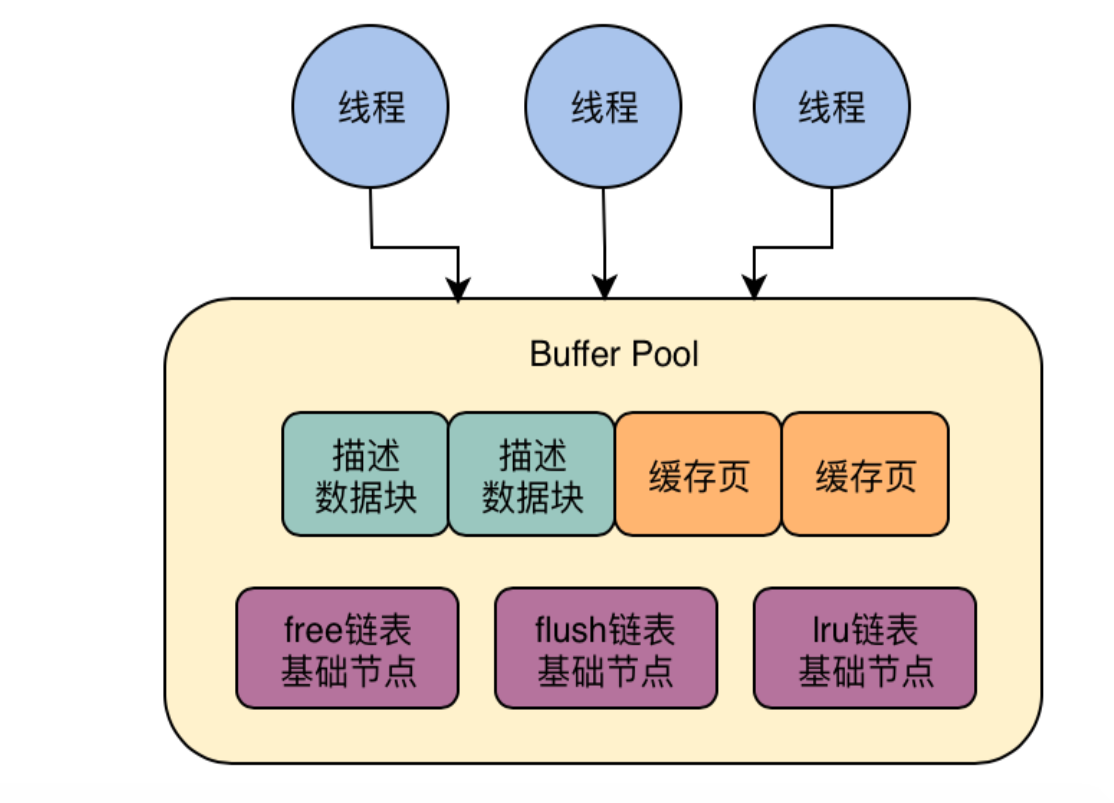 线程
线程
线程
Buffer Pool
描述
数据块
描述
数据块
缓存页
缓存页
free链表
基础节点
flush链表
基础节点
lru链表
基础节点